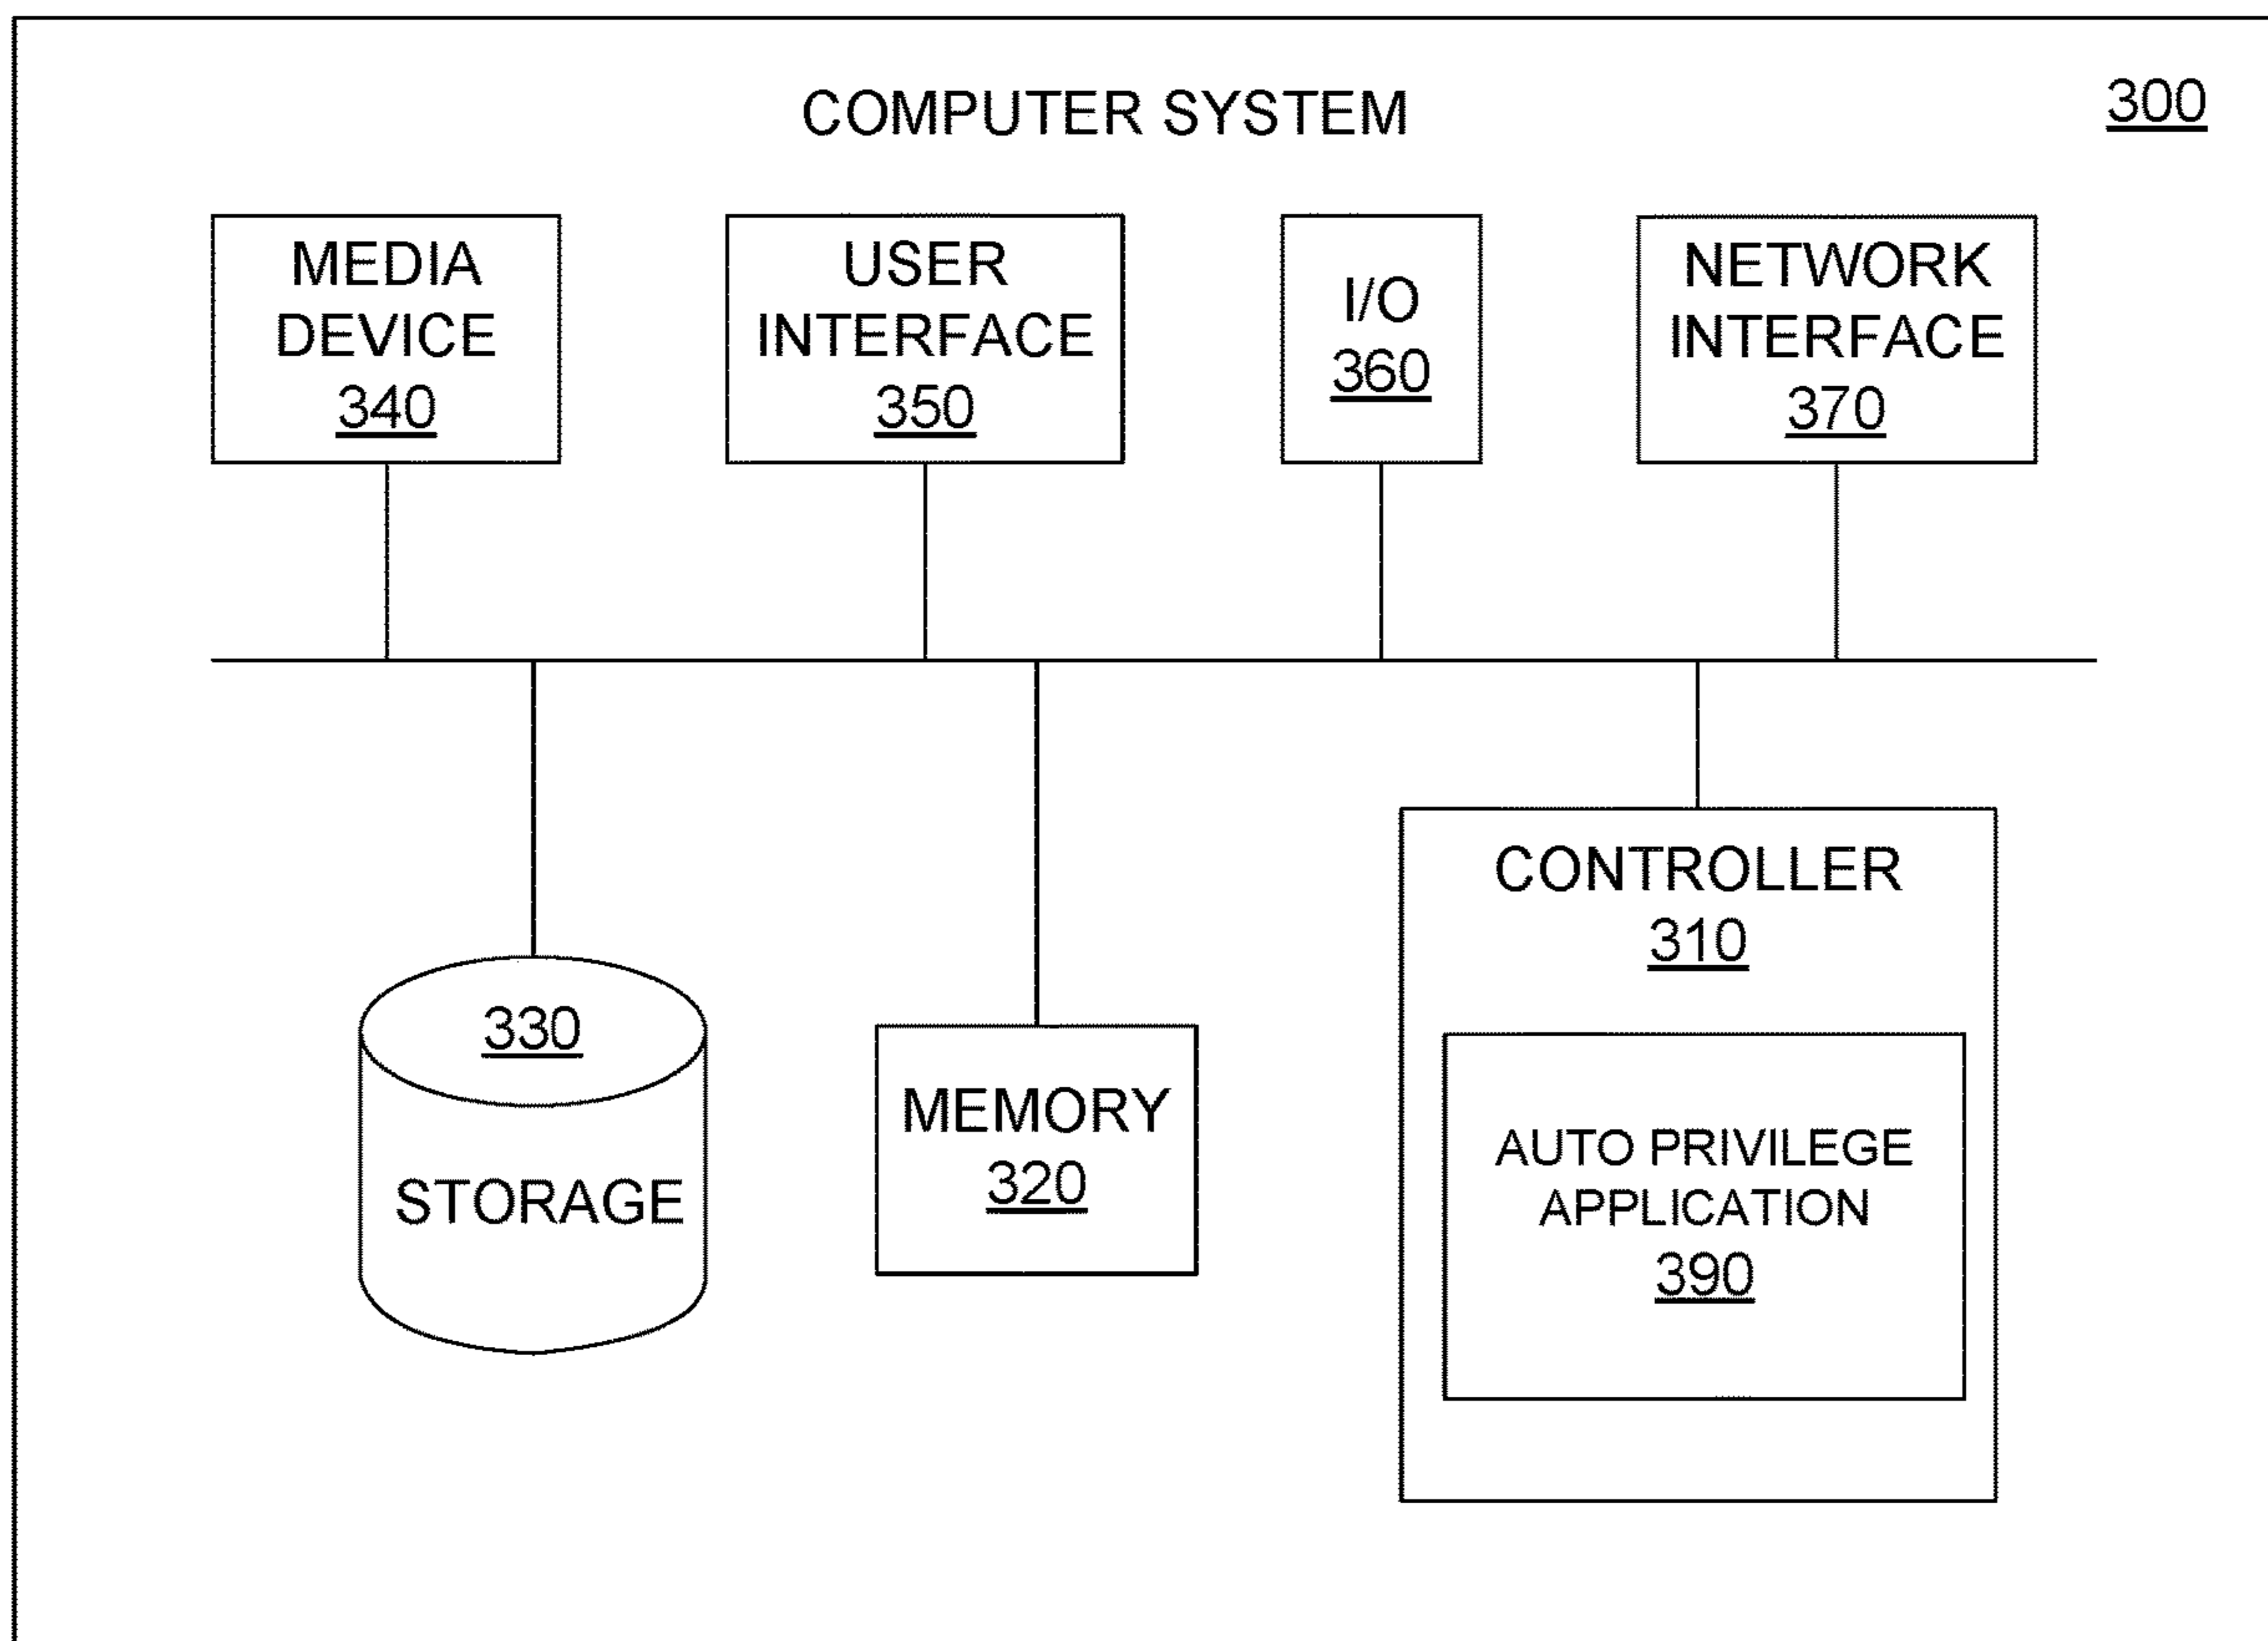 COMPUTER SYSTEM
300
MEDIA
DEVICE
340
USER
INTERFACE
350
I/O
360
NETWORK
INTERFACE
370
330
STORAGE
MEMORY
320
CONTROLLER
310
AUTO PRIVILEGE
APPLICATION
390